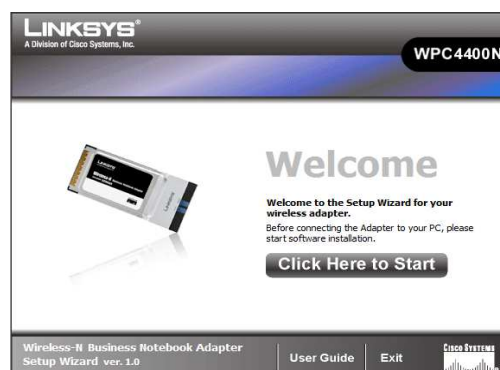 LINKSYS®
A Division of Cisco Systems, Inc.
WPC4400N
Welcome
Welcome to the Setup Wizard for your
wireless adapter.
Before connecting the Adapter to your PC, please
start software installation.
Click Here to Start
Wireless-N Business Notebook Adapter
Setup Wizard ver. 1.0
User Guide
Exit
CISCO SYSTEMS